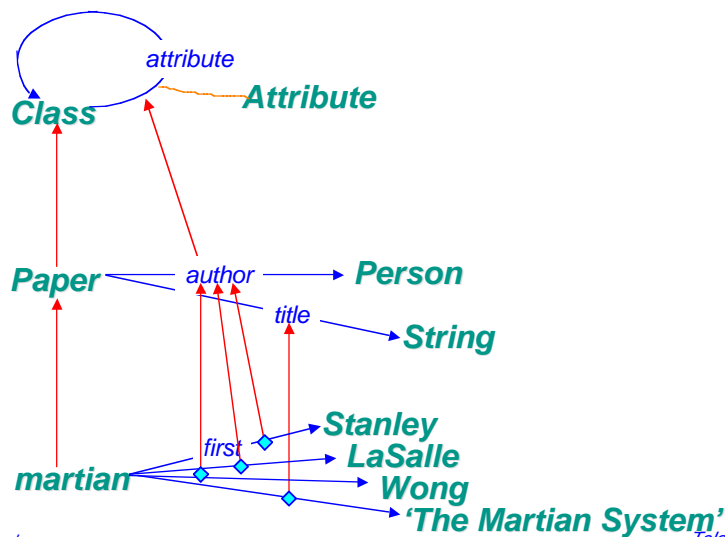 attribute
Class
Attribute
Paper
author
Person
title
String
Stanley
first
LaSalle
martian
Wong
'The Martian System'